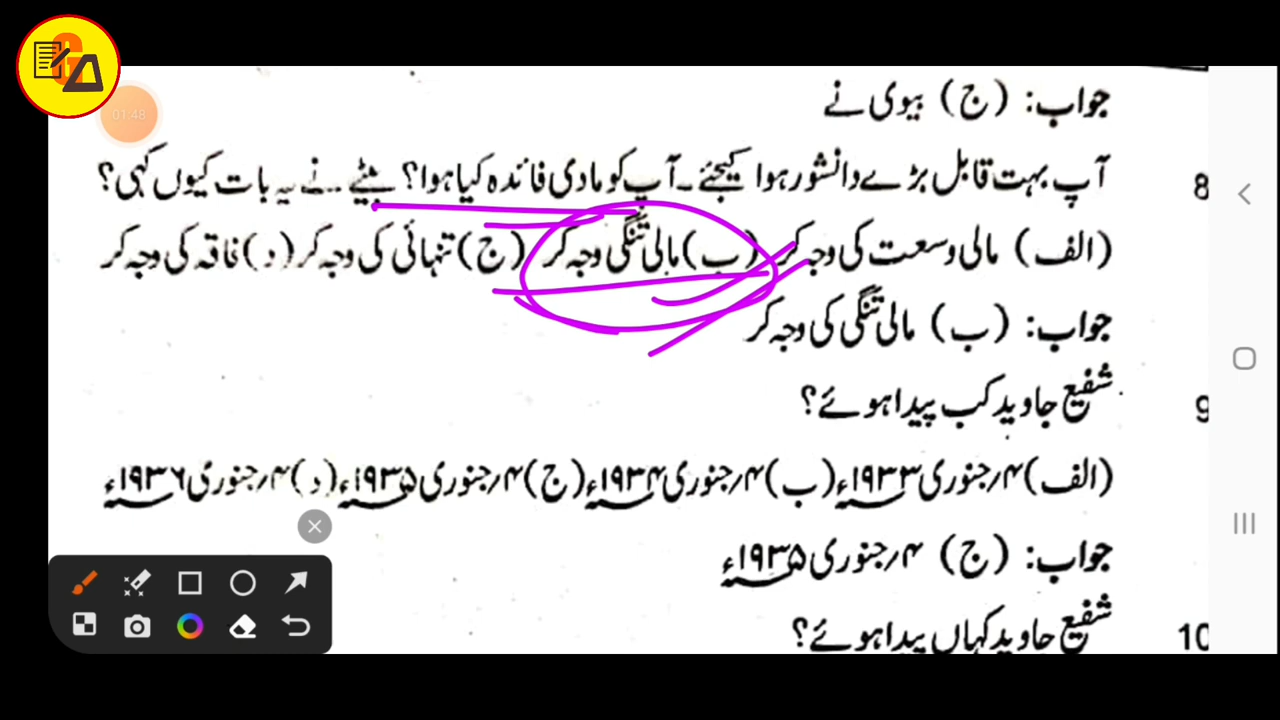 01:48
جواب: (ج) بیوی نے
8 آپ بہت قابل بڑے دانشور ہوا کیجئے۔ آپ کو مادی فائدہ کیا ہوا؟ بیٹے نے یہ بات کیوں کہی؟
(الف) مالی وسعت کی وجہ کر (ب) مالی تنگی وجہ کر (ج) تنہائی کی وجہ کر (د) فاقہ کی وجہ کر
جواب: (ب) مالی تنگی کی وجہ کر
9 شفیع جاوید کب پیدا ہوئے؟
(الف) ۴؍جنوری ۱۹۳۳ء (ب) ۴؍جنوری ۱۹۳۴ء (ج) ۴؍جنوری ۱۹۳۵ء (د) ۴؍جنوری ۱۹۳۶ء
جواب: (ج) ۴؍جنوری ۱۹۳۵ء
10 شفیع جاوید کہاں پیدا ہوئے؟